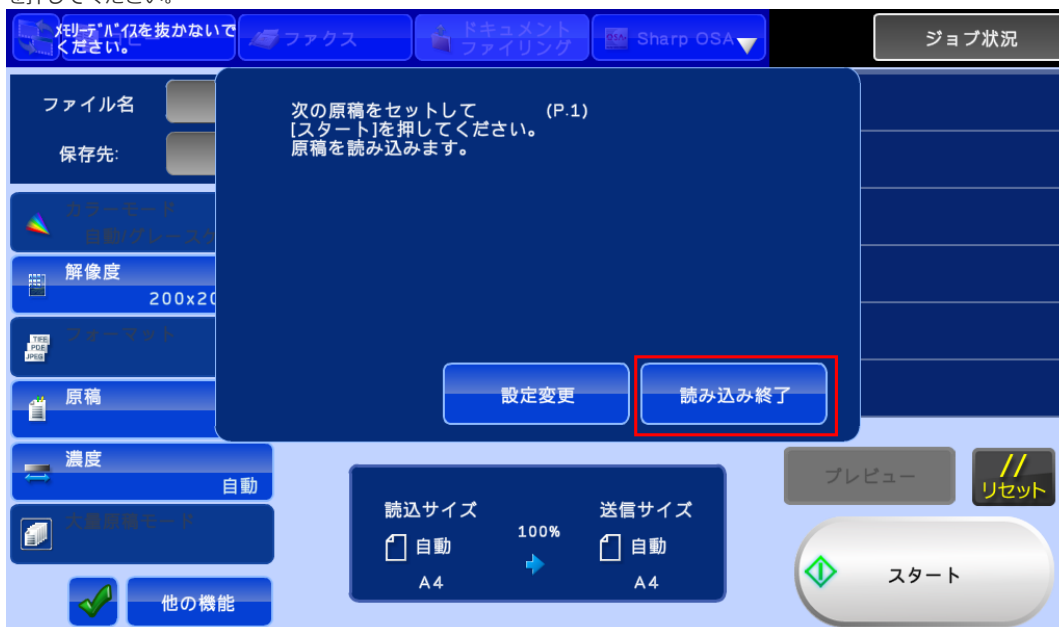 を押してください。
メモリーデバイスを抜かないで
ください。
ファクス
ドキュメント
ファイリング
Sharp OSA
ジョブ状況
ファイル名
保存先:
次の原稿をセットして (P.1)
[スタート]を押してください。
原稿を読み込みます。
カラーモード
自動/グレースケ
解像度
200x20
フォーマット
TIFF
PDF
JPEG
原稿
設定変更
読み込み終了
濃度
自動
大量原稿モード
読込サイズ
100%
送信サイズ
自動
自動
A4
A4
プレビュー
リセット
スタート
他の機能